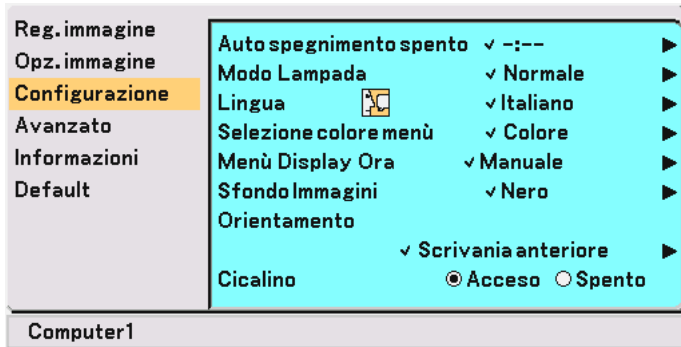 Reg. immagine
Opz. immagine
Configurazione
Avanzato
Informazioni
Default
Auto spegnimento spento ✓ -:-- ▶
Modo Lampada ✓ Normale ▶
Lingua ✓ Italiano ▶
Selezione colore menù ✓ Colore ▶
Menù Display Ora ✓ Manuale ▶
Sfondo Immagini ✓ Nero ▶
Orientamento
✓ Scrivania anteriore ▶
Cicalino ◉ Acceso ○ Spento
Computer1